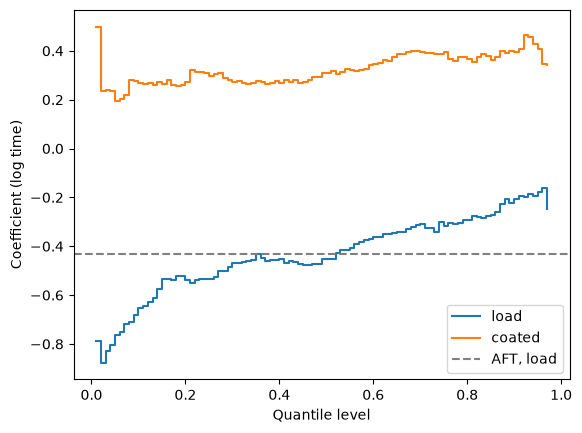 0.4
0.2
0.0
−0.2
−0.4
−0.6
−0.8
Coefficient (log time)
load
coated
AFT, load
0.0 0.2 0.4 0.6 0.8 1.0
Quantile level